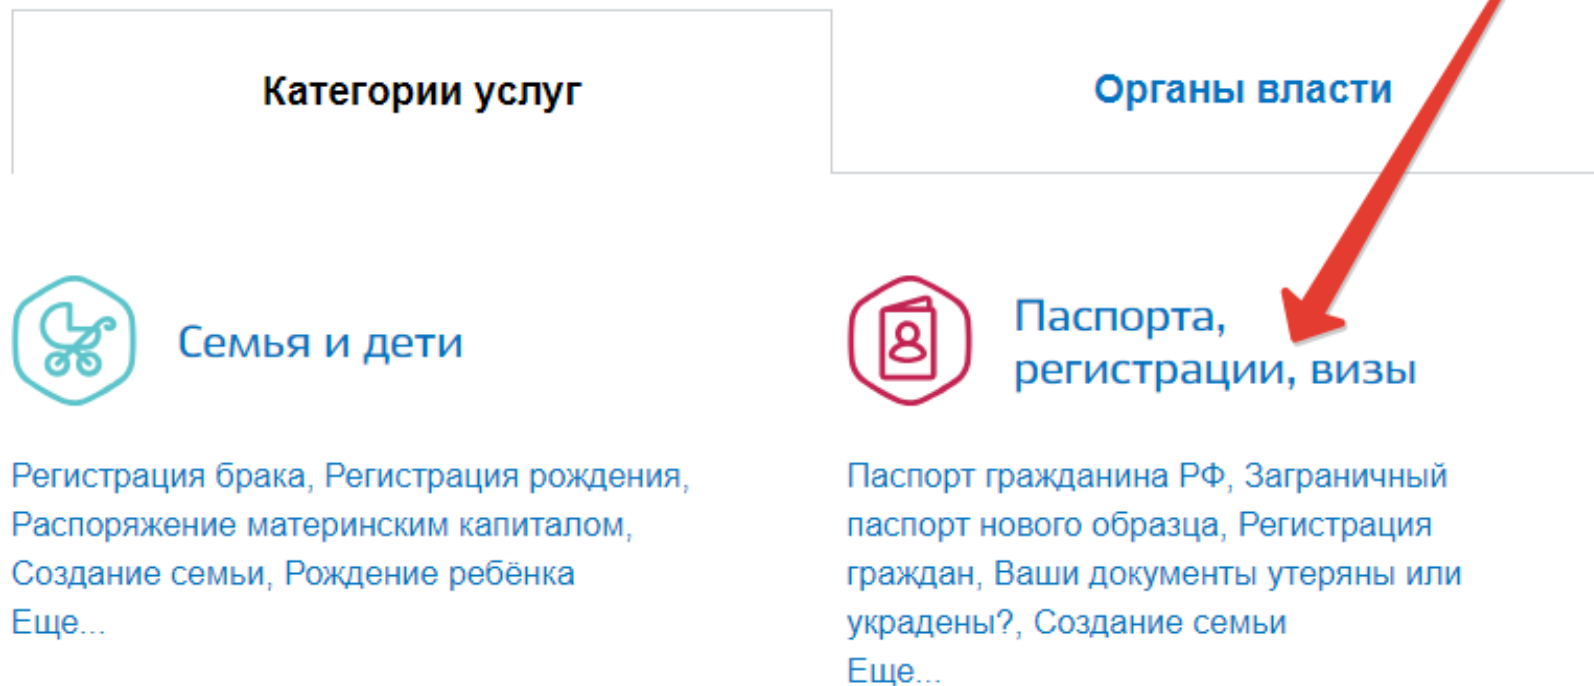 Категории услуг
Органы власти
Семья и дети
Паспорта,
регистрации, визы
Регистрация брака, Регистрация рождения,
Распоряжение материнским капиталом,
Создание семьи, Рождение ребёнка
Еще...
Паспорт гражданина РФ, Заграничный
паспорт нового образца, Регистрация
граждан, Ваши документы утеряны или
украдены?, Создание семьи
Еще...